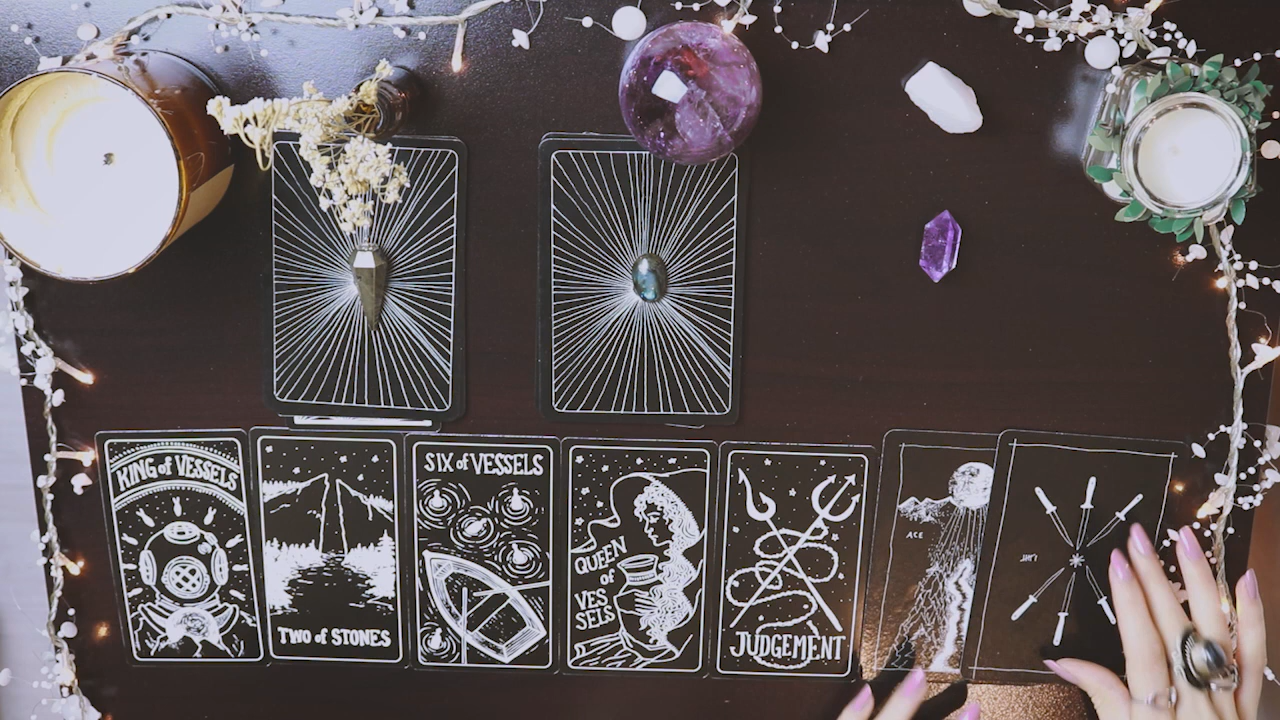 KING of VESSELS
TWO of STONES
SIX of VESSELS
QUEEN
of
VES
SELS
JUDGEMENT
ACE